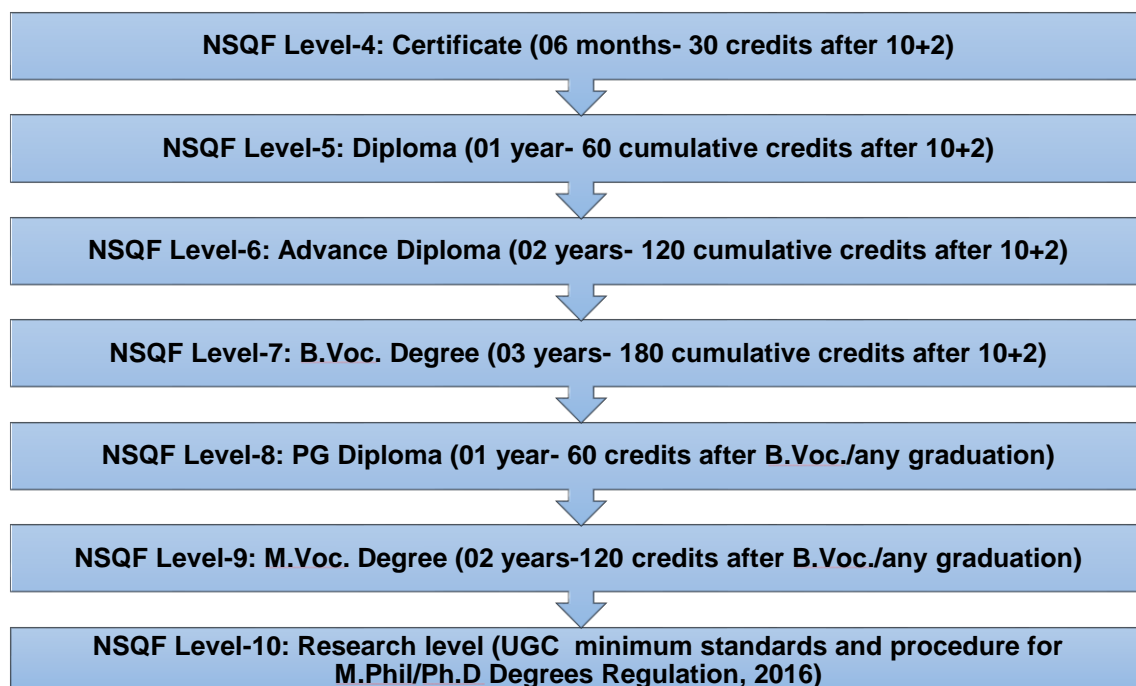 NSQF Level-4: Certificate (06 months- 30 credits after 10+2)
NSQF Level-5: Diploma (01 year- 60 cumulative credits after 10+2)
NSQF Level-6: Advance Diploma (02 years- 120 cumulative credits after 10+2)
NSQF Level-7: B.Voc. Degree (03 years- 180 cumulative credits after 10+2)
NSQF Level-8: PG Diploma (01 year- 60 credits after B.Voc./any graduation)
NSQF Level-9: M.Voc. Degree (02 years-120 credits after B.Voc./any graduation)
NSQF Level-10: Research level (UGC minimum standards and procedure for
M.Phil/Ph.D Degrees Regulation, 2016)